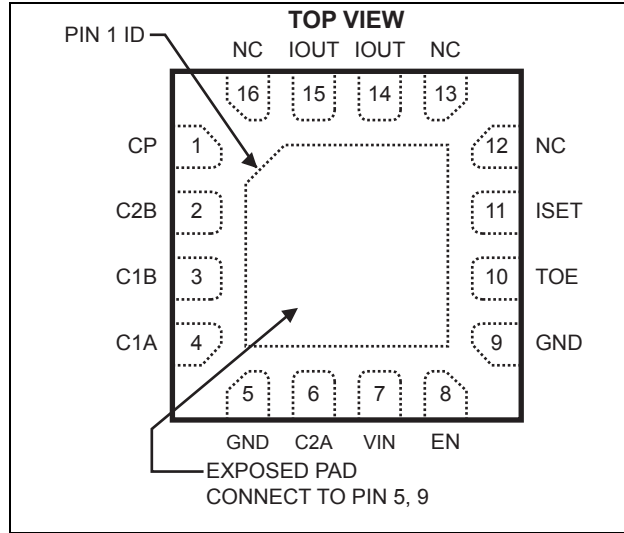 TOP VIEW
PIN 1 ID
NC IOUT IOUT NC
16 15 14 13
CP 1 12 NC
C2B 2 11 ISET
C1B 3 10 TOE
C1A 4 9 GND
5 6 7 8
GND C2A VIN EN
EXPOSED PAD
CONNECT TO PIN 5, 9